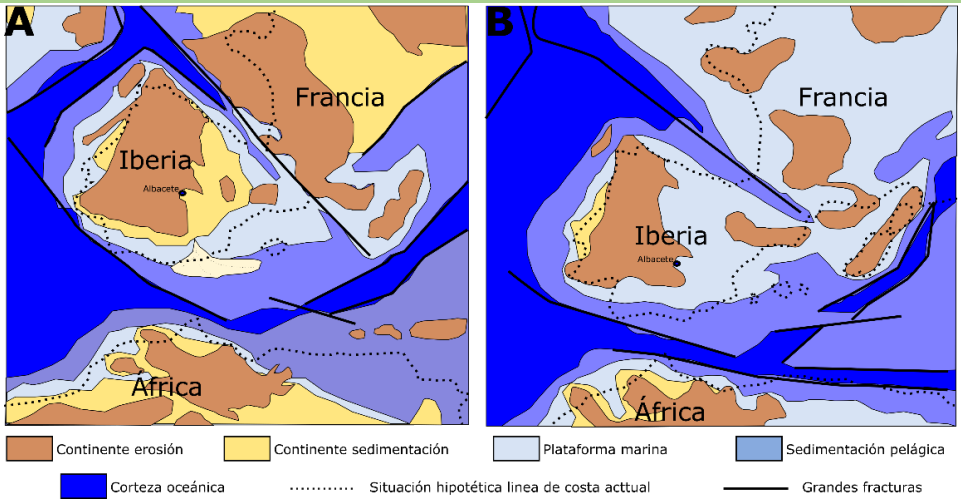 A
B
Francia
Francia
Iberia
Albacete
Iberia
Albacete
África
África
Continente erosión
Continente sedimentación
Plataforma marina
Sedimentación pelágica
Corteza oceánica
Situación hipotética linea de costa acttual
Grandes fracturas